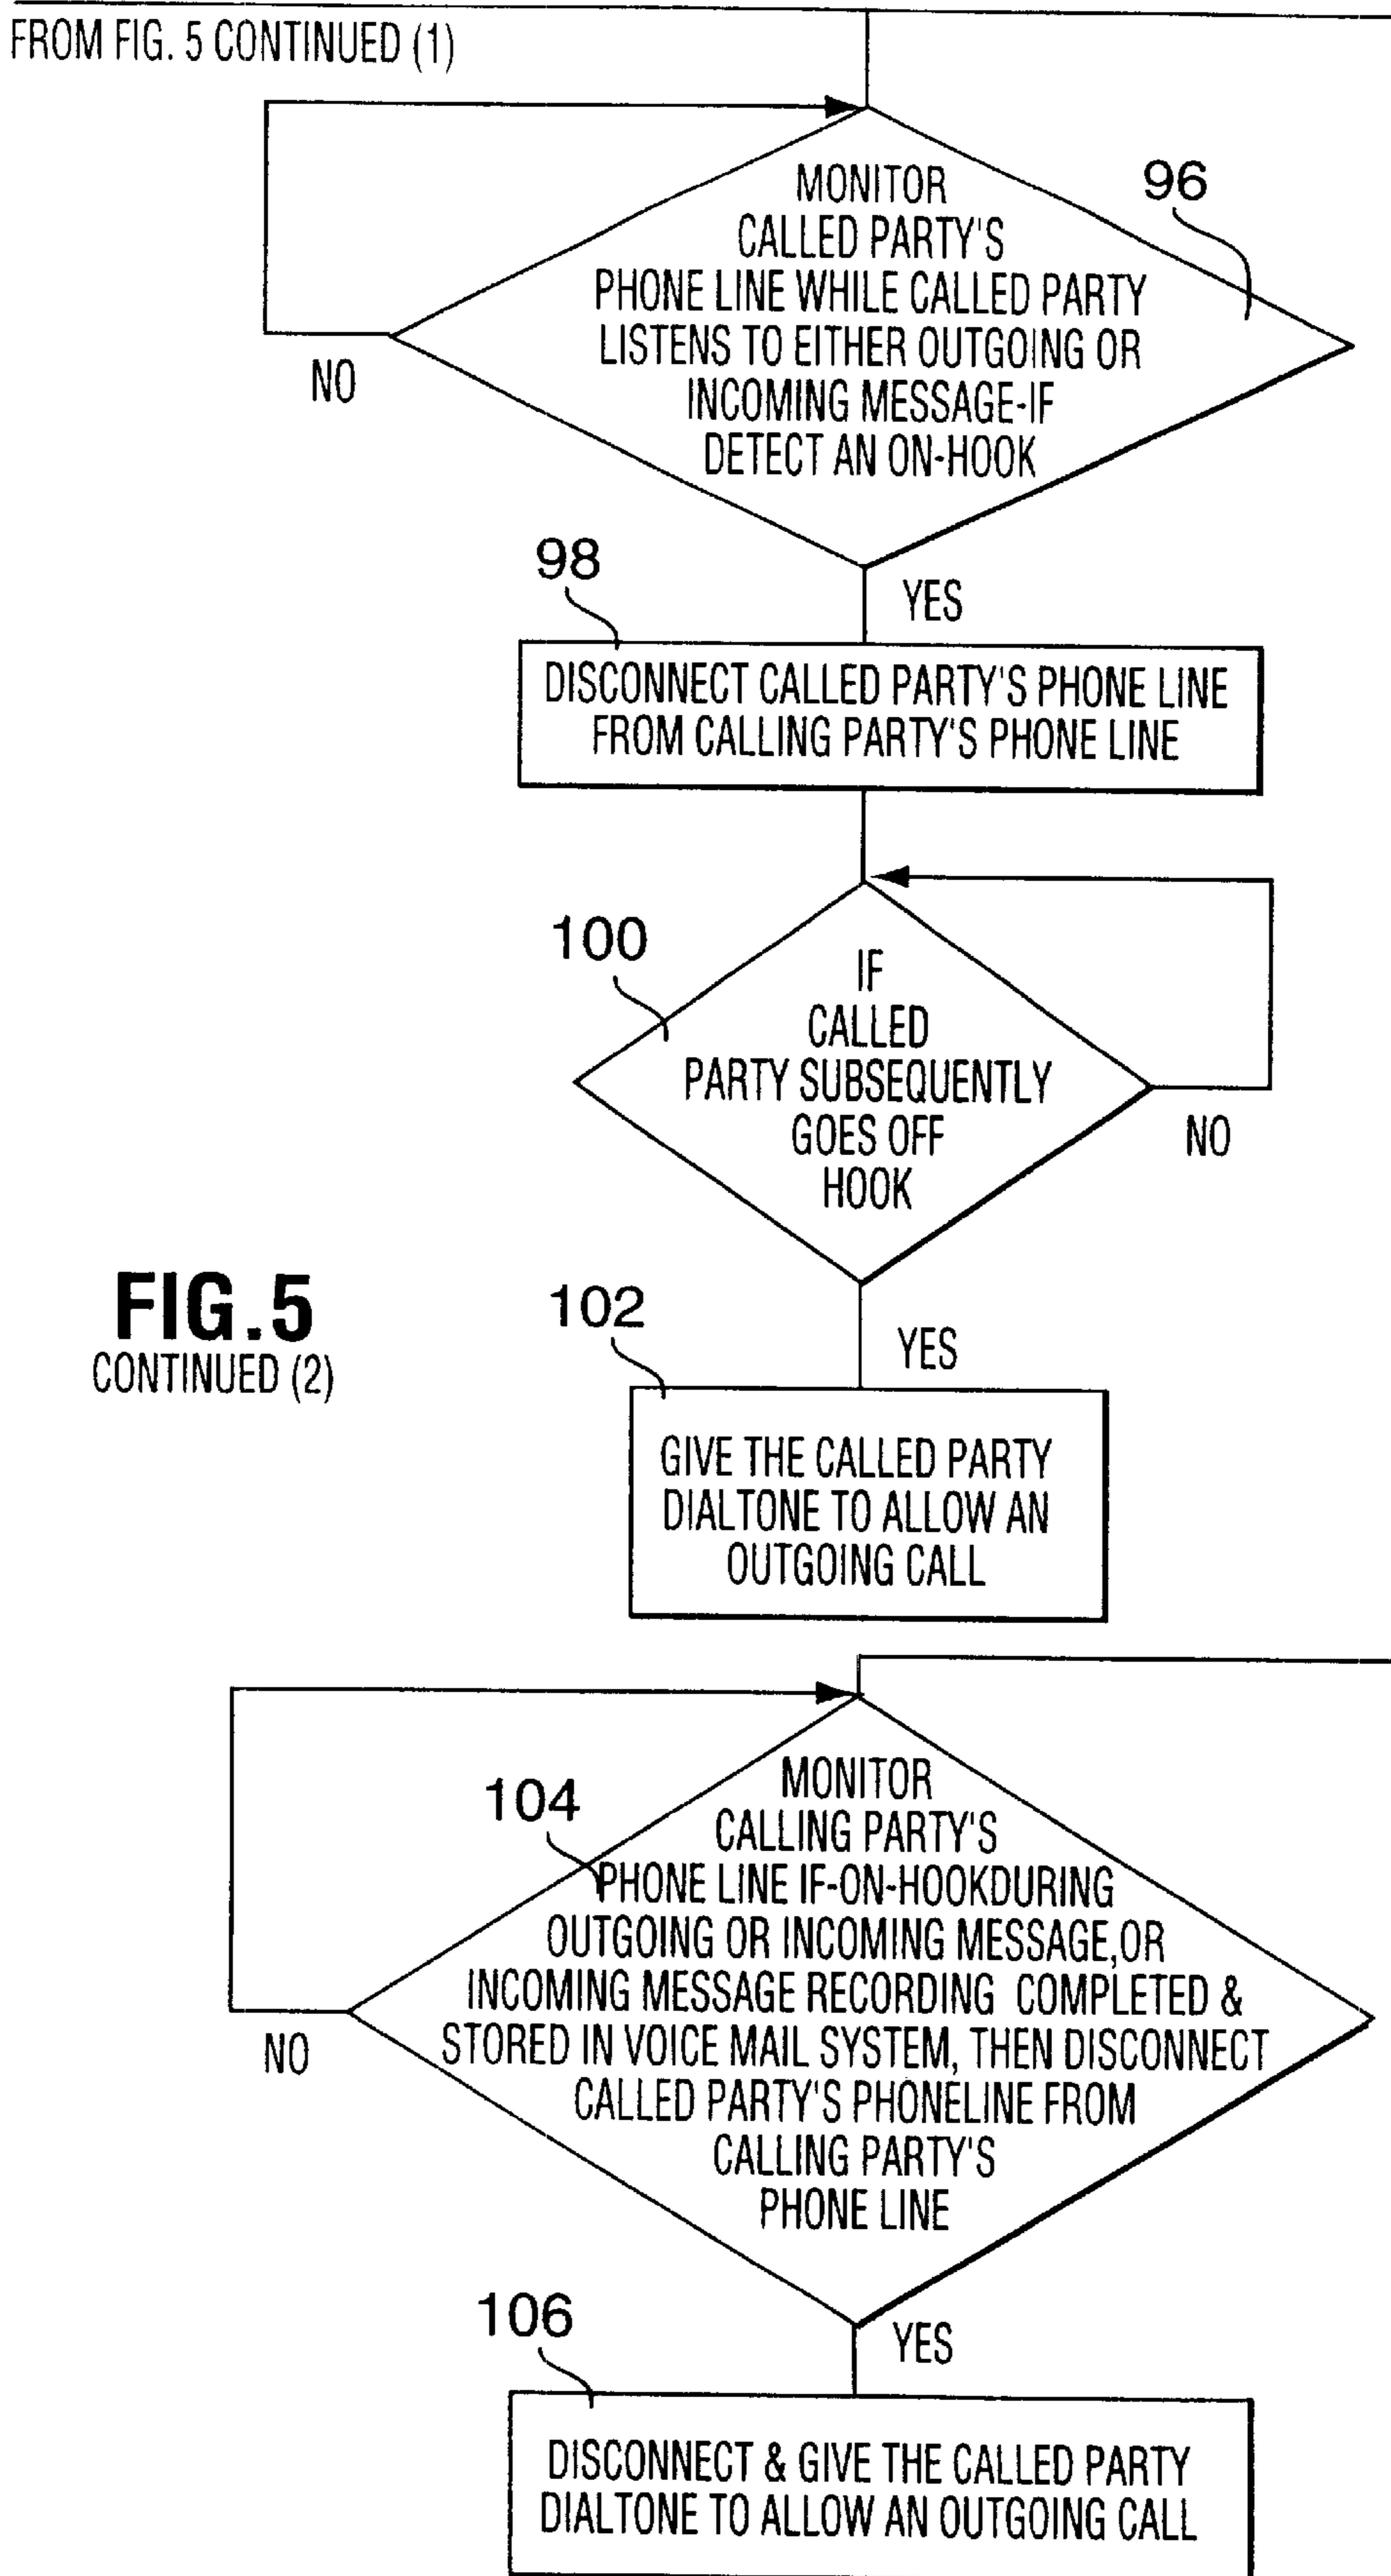 FROM FIG. 5 CONTINUED (1)
96
MONITOR
CALLED PARTY'S
PHONE LINE WHILE CALLED PARTY
LISTENS TO EITHER OUTGOING OR
INCOMING MESSAGE-IF
DETECT AN ON-HOOK
NO
98
YES
DISCONNECT CALLED PARTY'S PHONE LINE
FROM CALLING PARTY'S PHONE LINE
100
IF
CALLED
PARTY SUBSEQUENTLY
GOES OFF
HOOK
NO
FIG.5
CONTINUED (2)
102
YES
GIVE THE CALLED PARTY
DIALTONE TO ALLOW AN
OUTGOING CALL
104
MONITOR
CALLING PARTY'S
PHONE LINE IF-ON-HOOKDURING
OUTGOING OR INCOMING MESSAGE,OR
INCOMING MESSAGE RECORDING COMPLETED &
STORED IN VOICE MAIL SYSTEM, THEN DISCONNECT
CALLED PARTY'S PHONELINE FROM
CALLING PARTY'S
PHONE LINE
NO
106
YES
DISCONNECT & GIVE THE CALLED PARTY
DIALTONE TO ALLOW AN OUTGOING CALL